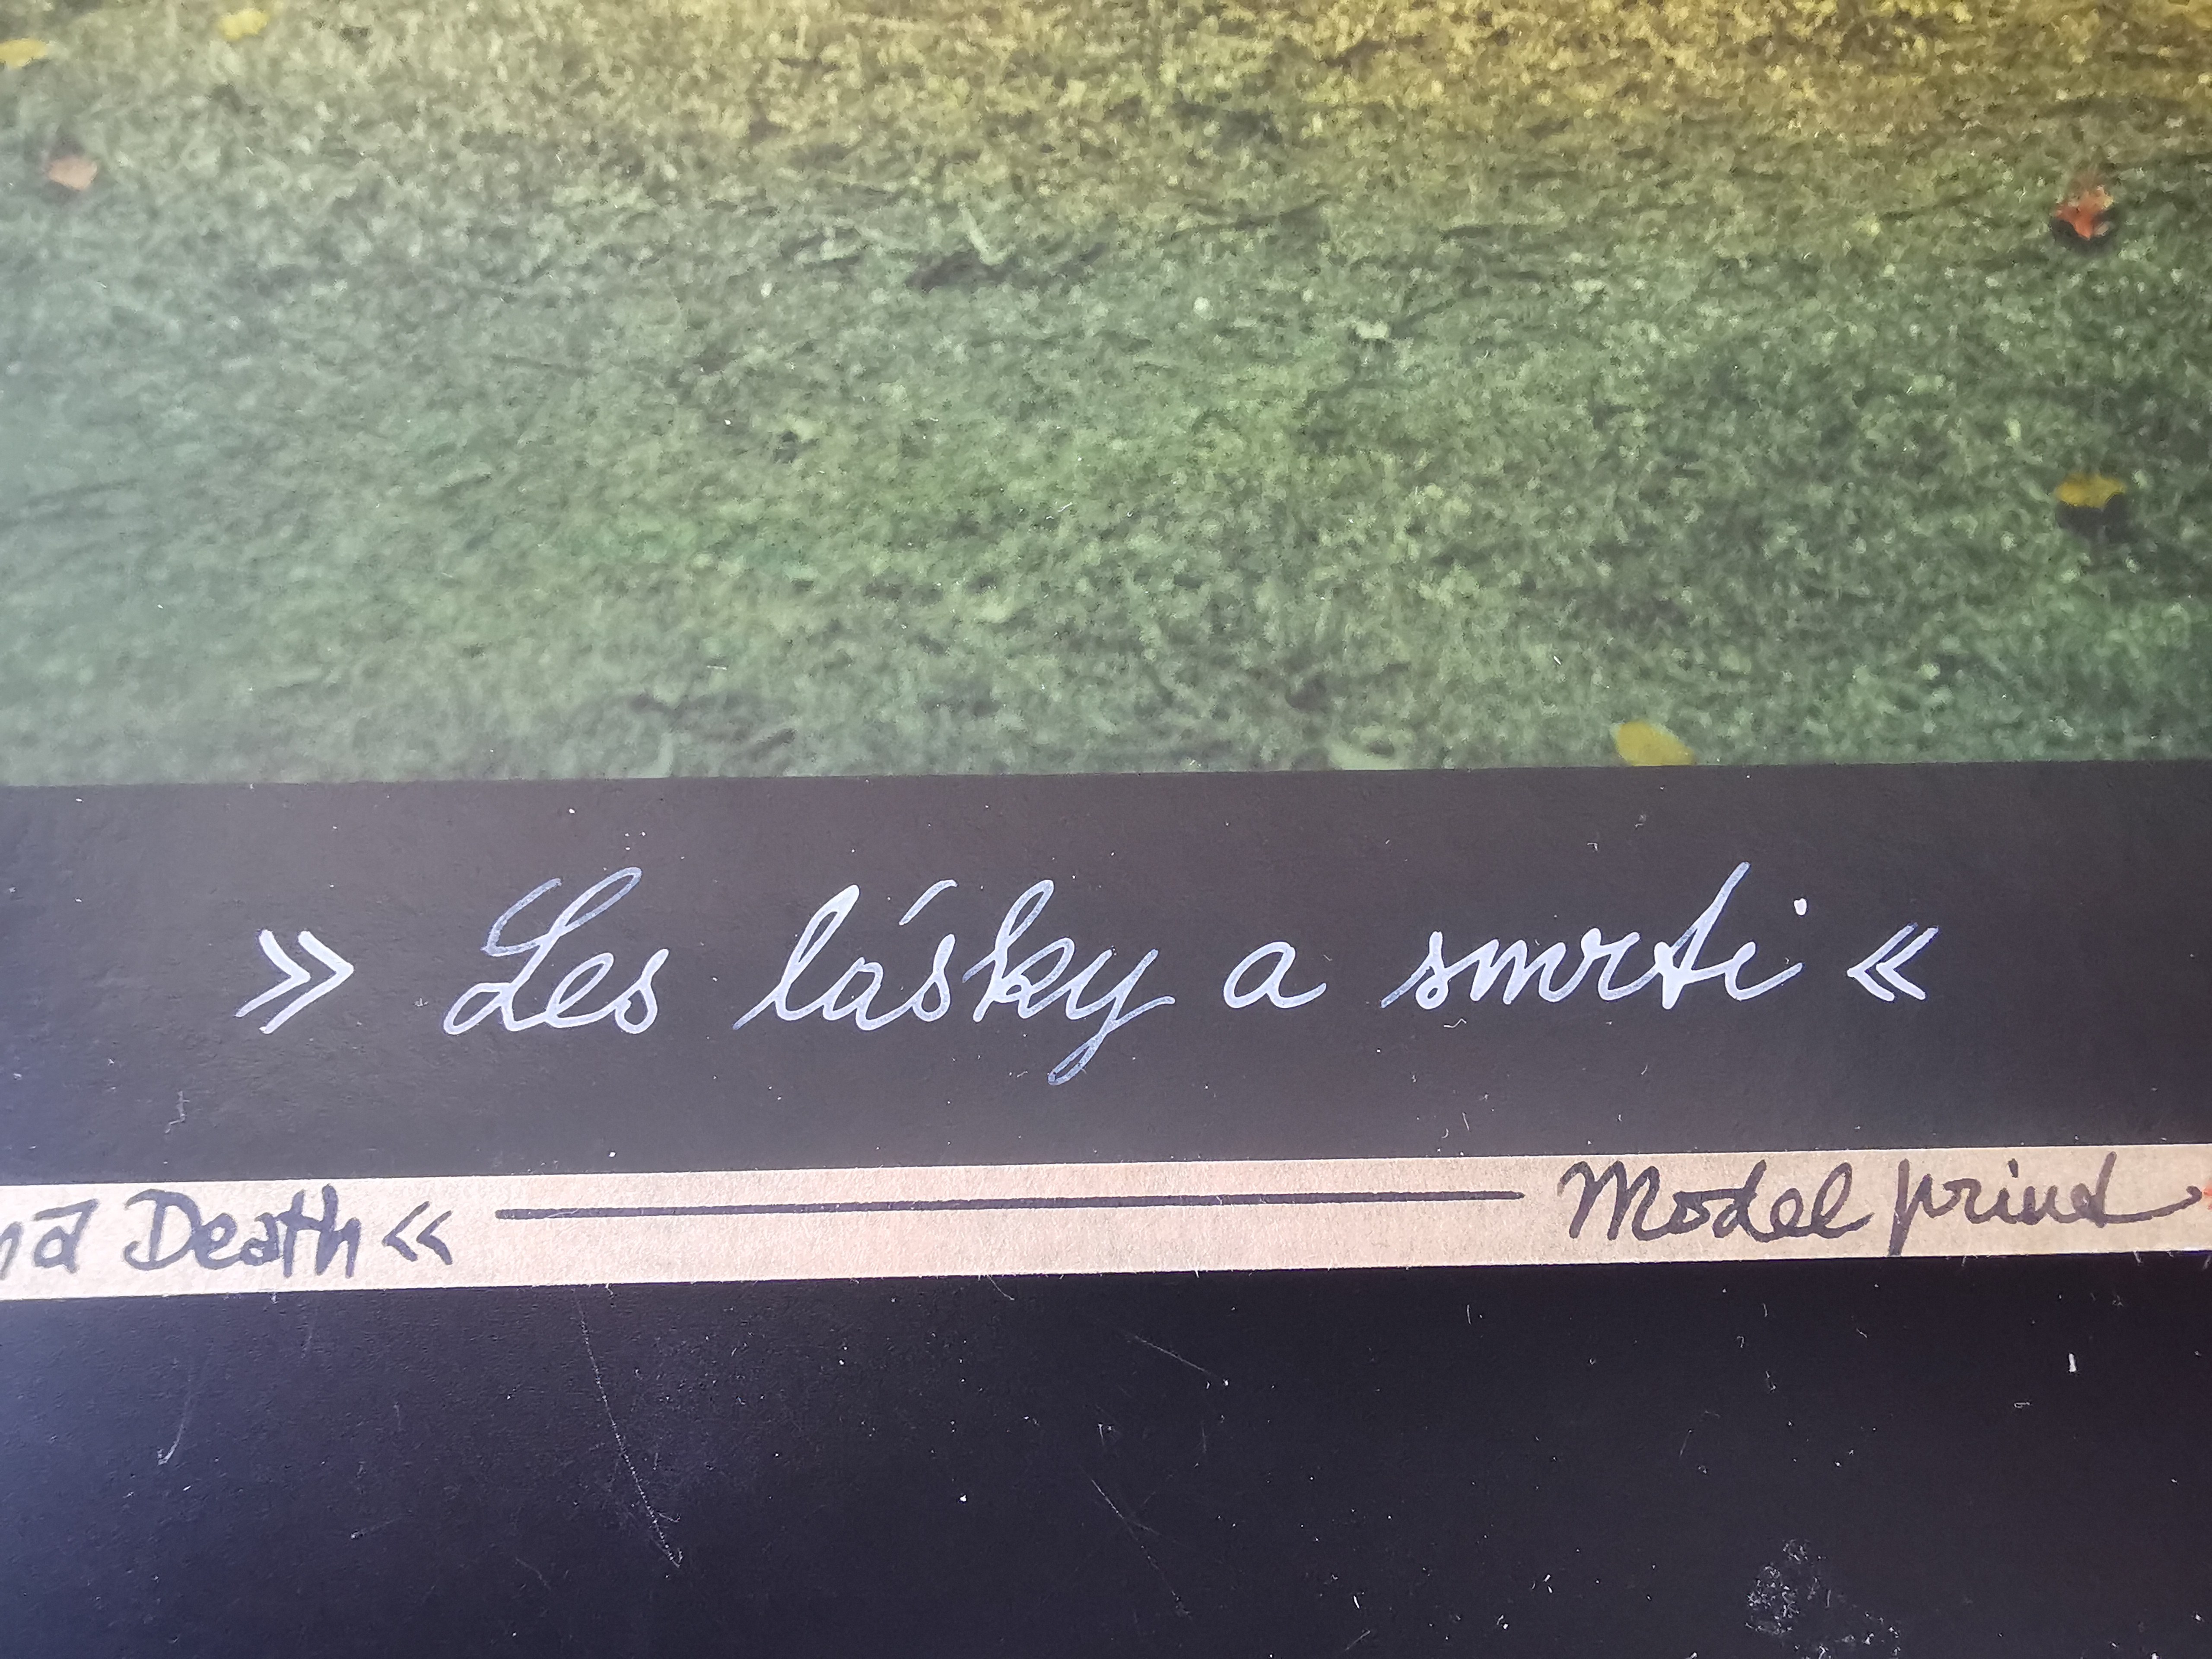 » Les lásky a smrti «
nd Death « — Model print